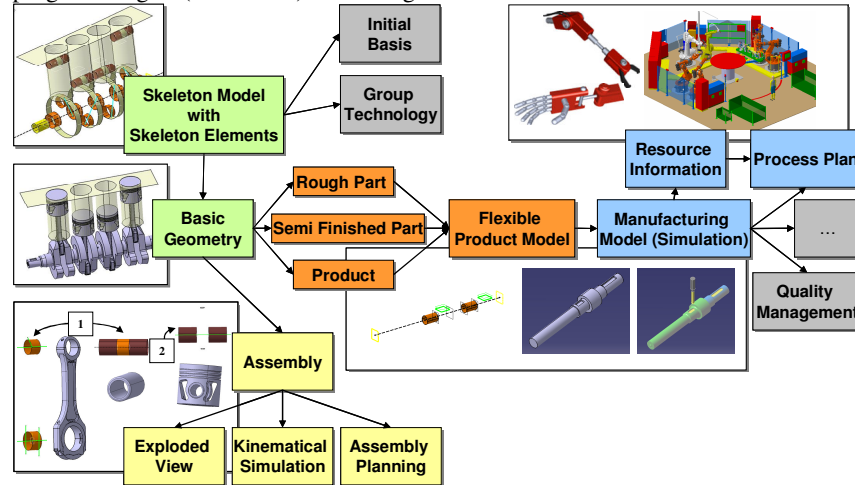 Initial
Basis
Skeleton Model
with
Skeleton Elements
Group
Technology
Resource
Information
Process Plan
Rough Part
Basic
Geometry
Semi Finished Part
Flexible
Product Model
Manufacturing
Model (Simulation)
...
Product
Quality
Management
1
2
Assembly
Exploded
View
Kinematical
Simulation
Assembly
Planning